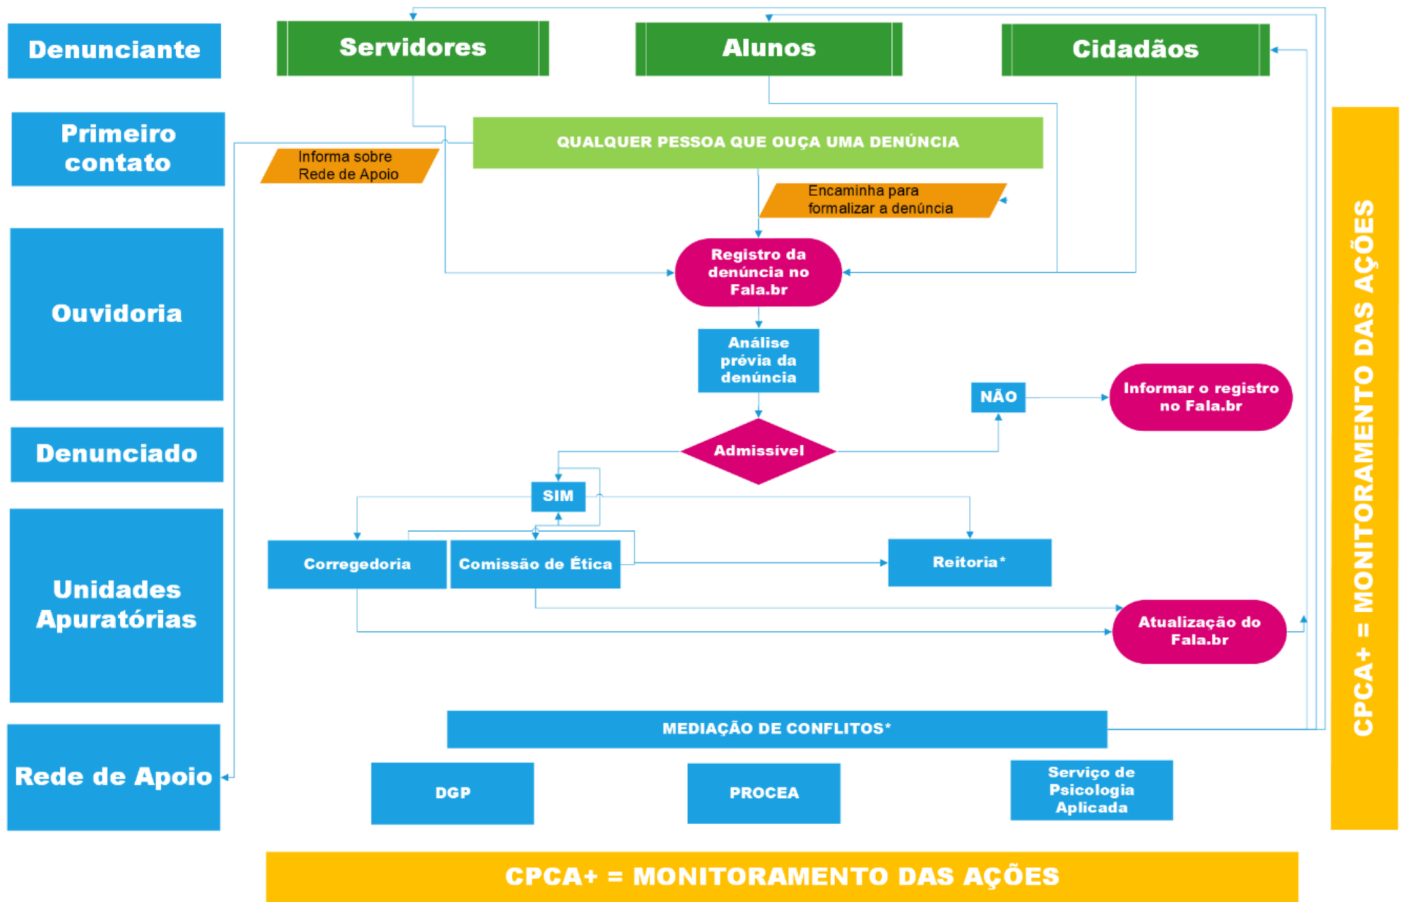 Denunciante
Servidores
Alunos
Cidadãos
Primeiro
contato
QUALQUER PESSOA QUE OUÇA UMA DENÚNCIA
Informa sobre
Rede de Apoio
Encaminha para
formalizar a denúncia
Ouvidoria
Registro da
denúncia no
Fala.br
Análise
prévia da
denúncia
NÃO
Informar o registro
no Fala.br
Denunciado
Admissível
SIM
Unidades
Apuratórias
Corregedoria
Comissão de Ética
Reitoria*
Atualização do
Fala.br
Rede de Apoio
MEDIAÇÃO DE CONFLITOS*
DGP
PROCEA
Serviço de
Psicologia
Aplicada
CPCA+ = MONITORAMENTO DAS AÇÕES
CPCA+ = MONITORAMENTO DAS AÇÕES